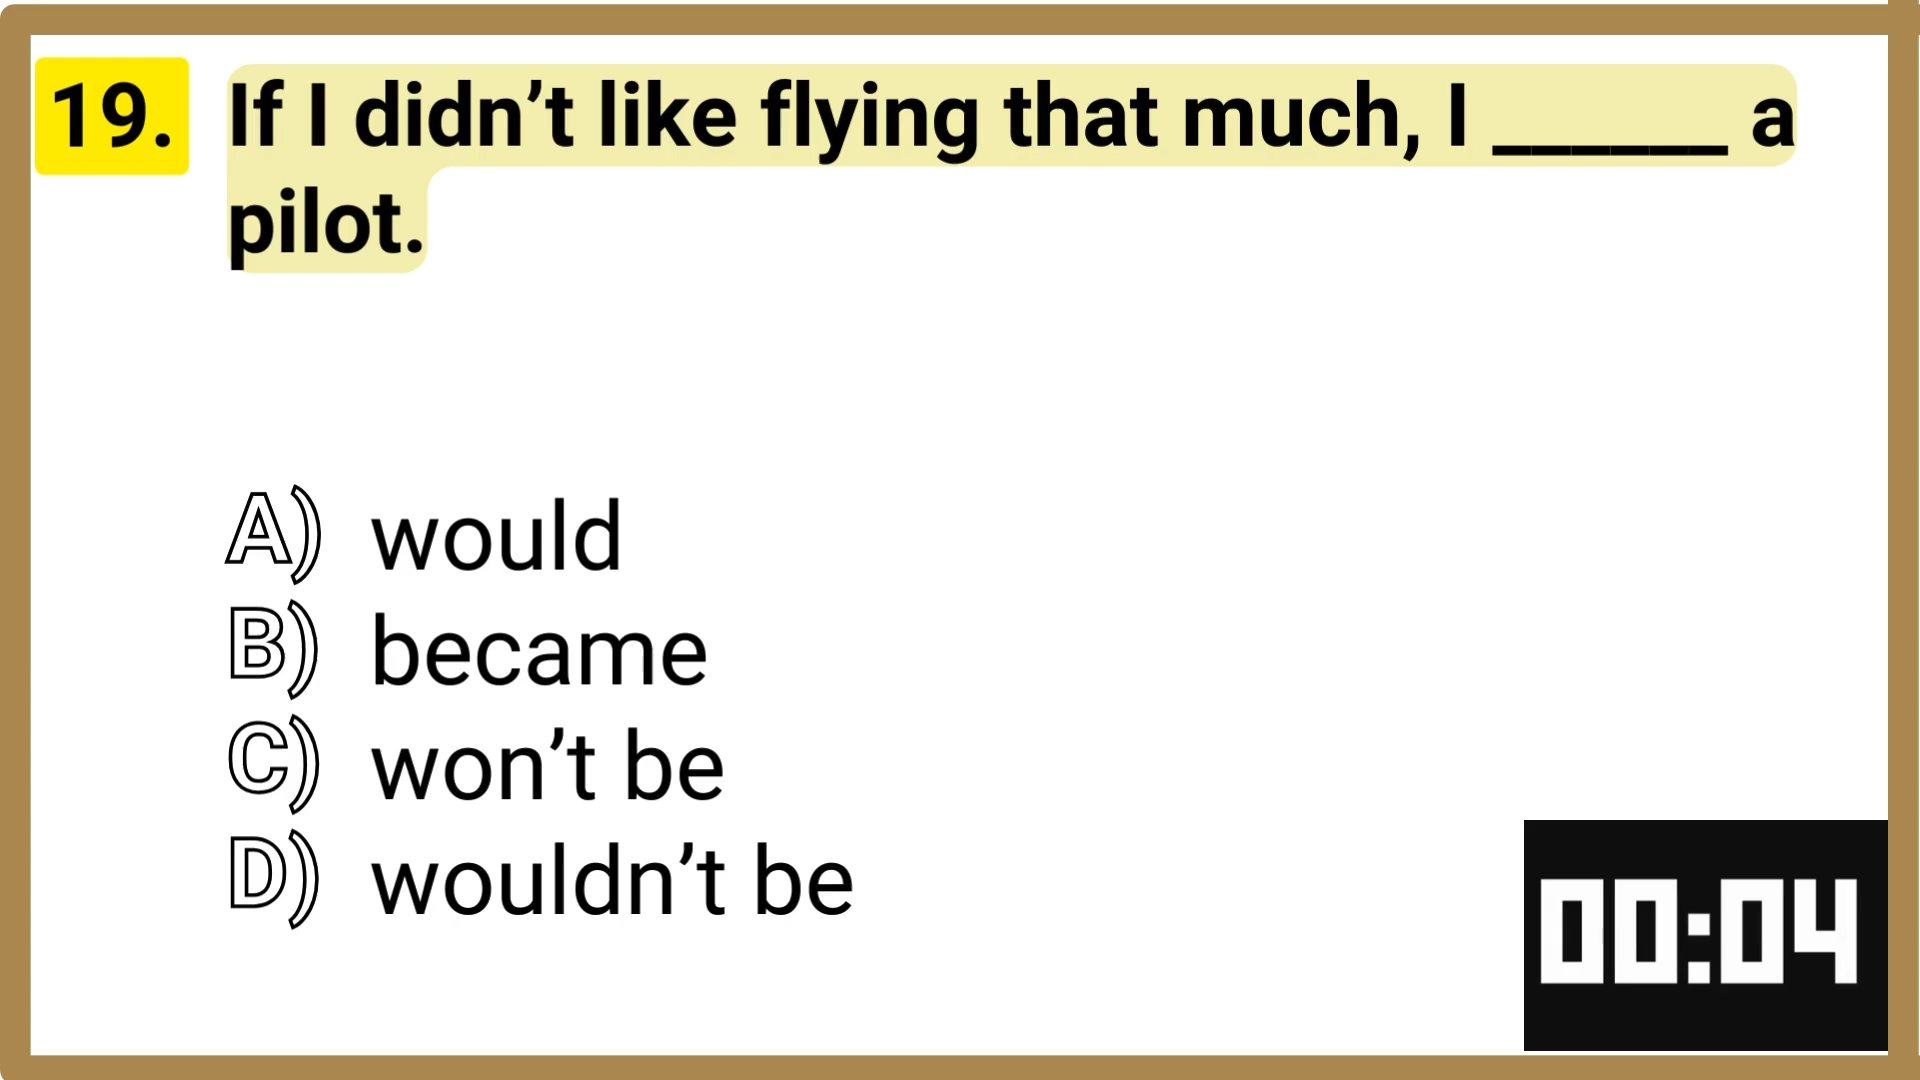 19. If I didn’t like flying that much, I ______ a
pilot.
A) would
B) became
C) won’t be
D) wouldn’t be
00:04